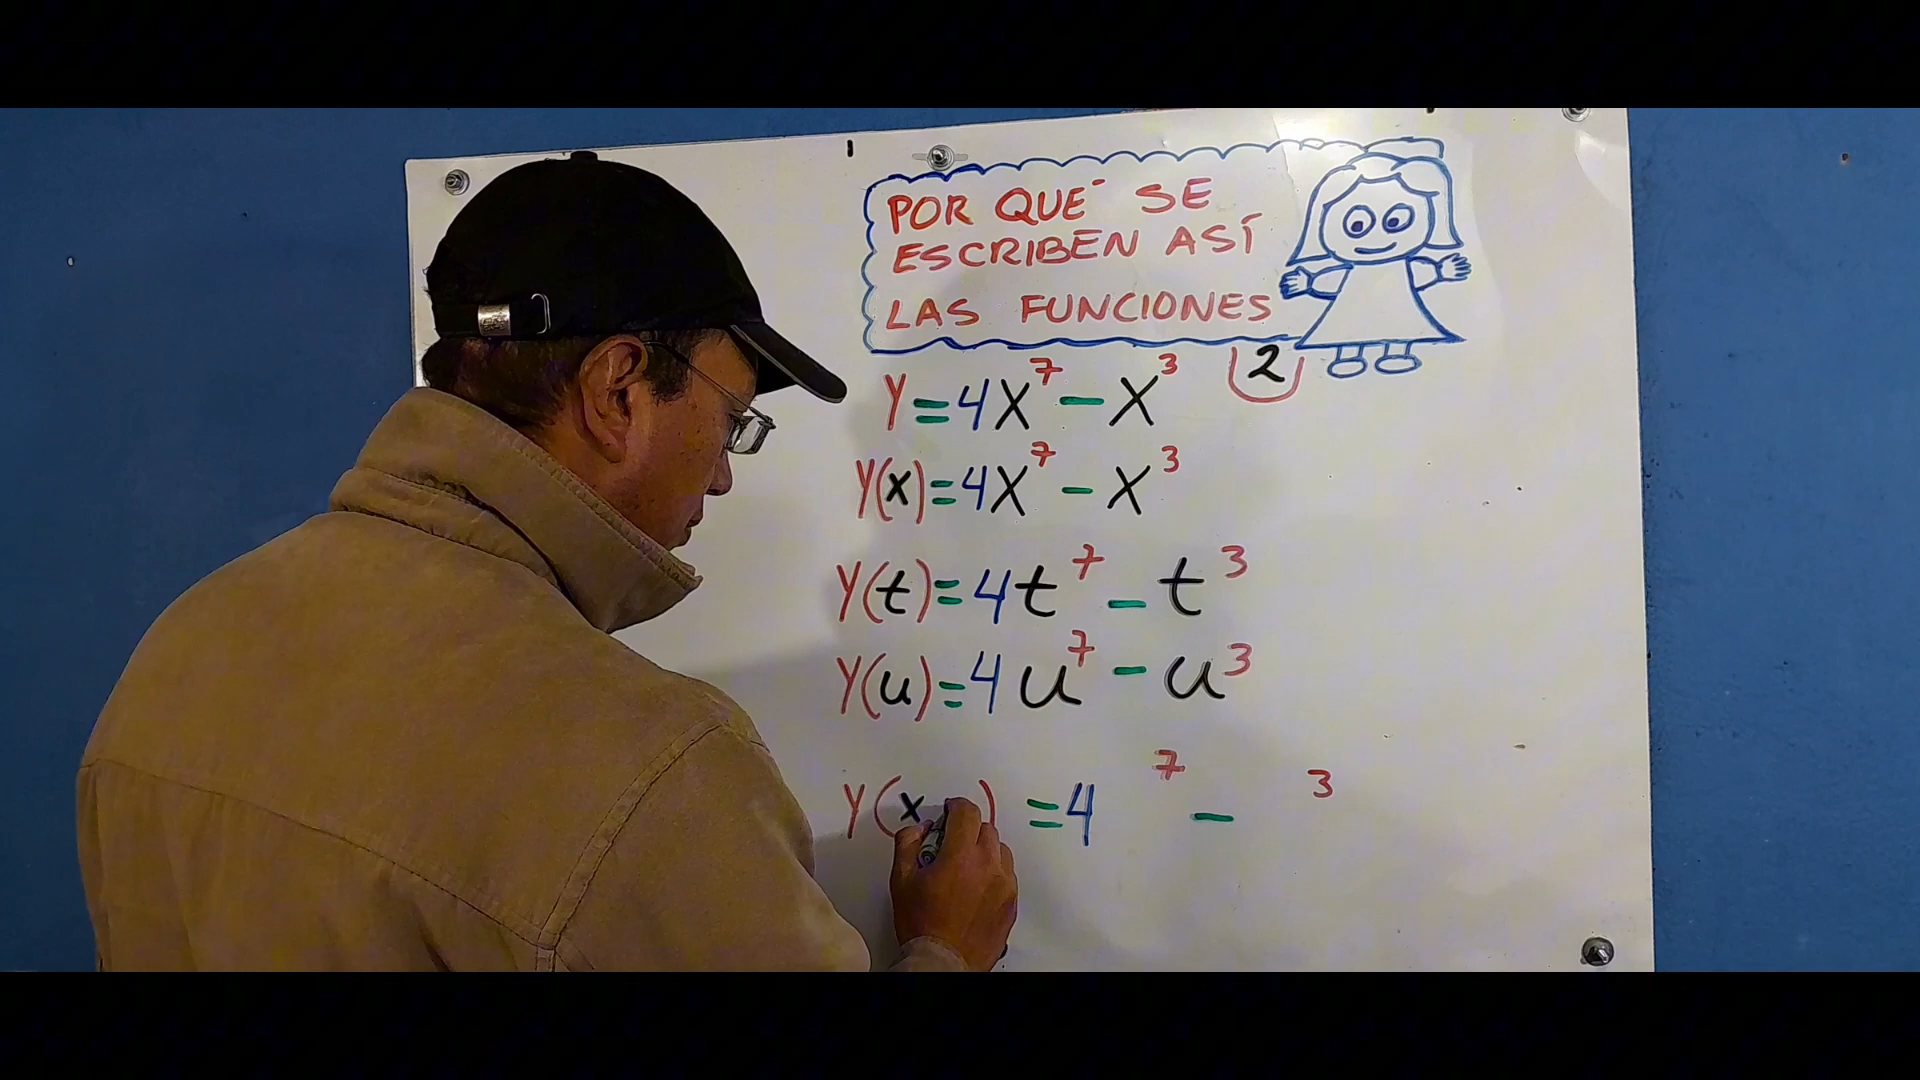 POR QUÉ SE
ESCRIBEN ASÍ
LAS FUNCIONES
2
Y=4X⁷-X³
Y(x)=4X⁷-X³
Y(t)=4t⁷-t³
Y(u)=4u⁷-u³
Y(x )=4 ⁷- ³